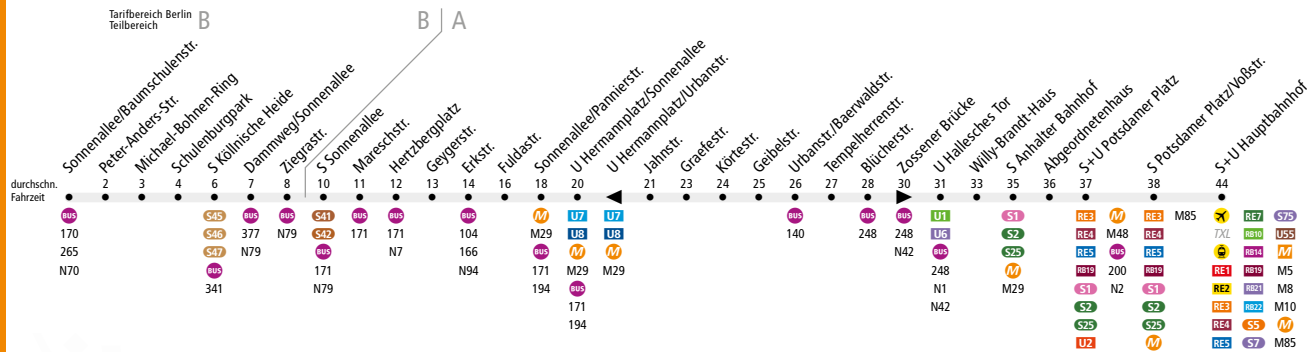 Tarifbereich Berlin
Teilbereich
B
B
A
Sonnenallee/Baumschulenstr.
Peter-Anders-Str.
Michael-Bohnen-Ring
Schulenburgpark
S Köllnische Heide
Dammweg/Sonnenallee
Ziegrastr.
S Sonnenallee
Mareschstr.
Hertzbergplatz
Geygerstr.
Erkstr.
Fuldastr.
Sonnenallee/Pannierstr.
U Hermannplatz/Sonnenallee
U Hermannplatz/Urbanstr.
Jahnstr.
Graefestr.
Körtestr.
Geibelstr.
Urbanstr./Baerwaldstr.
Tempelherrenstr.
Blücherstr.
Zossener Brücke
U Hallesches Tor
Willy-Brandt-Haus
S Anhalter Bahnhof
Abgeordnetenhaus
S+U Potsdamer Platz
S Potsdamer Platz/Voßstr.
S+U Hauptbahnhof
durchschn.
Fahrzeit
2 3 4 6 7 8 10 11 12 13 14 16 18 20 21 23 24 25 26 27 28 30 31 33 35 36 37 38 44
BUS S45 BUS BUS S41 BUS BUS BUS M U7 U7 BUS BUS BUS U1 S1 RE3 M RE3 M85 RE7 S75
170 S46 377 N79 S42 171 171 104 M29 U8 U8 140 248 248 U6 S2 RE4 M48 RE4 TXL RB10 U55
265 S47 N79 BUS N7 166 BUS M M N42 BUS S25 RE5 BUS RE5 RB14 M
N70 BUS 171 N94 171 M29 M29 248 M RB19 200 RB19 RE1 RB19 M5
341 N79 194 BUS N1 M29 S1 N2 S1 RE2 RB21 M8
171 N42 S2 S2 RE3 RB22 M10
194 S25 S25 RE4 S5 M
U2 M RE5 S7 M85